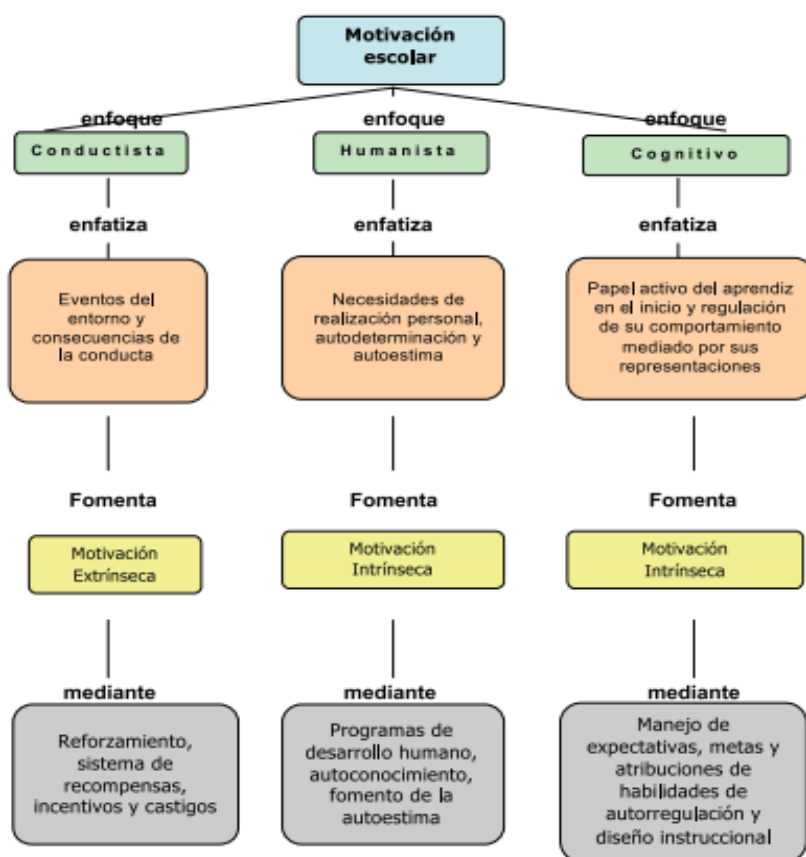 Motivación
escolar
enfoque
enfoque
enfoque
Conductista
Humanista
Cognitivo
enfatiza
enfatiza
enfatiza
Eventos del
entorno y
consecuencias de
la conducta
Necesidades de
realización personal,
autodeterminación y
autoestima
Papel activo del aprendiz
en el inicio y regulación
de su comportamiento
mediado por sus
representaciones
Fomenta
Fomenta
Fomenta
Motivación
Extrínseca
Motivación
Intrínseca
Motivación
Intrínseca
mediante
mediante
mediante
Reforzamiento,
sistema de
recompensas,
incentivos y castigos
Programas de
desarrollo humano,
autoconocimiento,
fomento de la
autoestima
Manejo de
expectativas, metas y
atribuciones de
habilidades de
autorregulación y
diseño instruccional